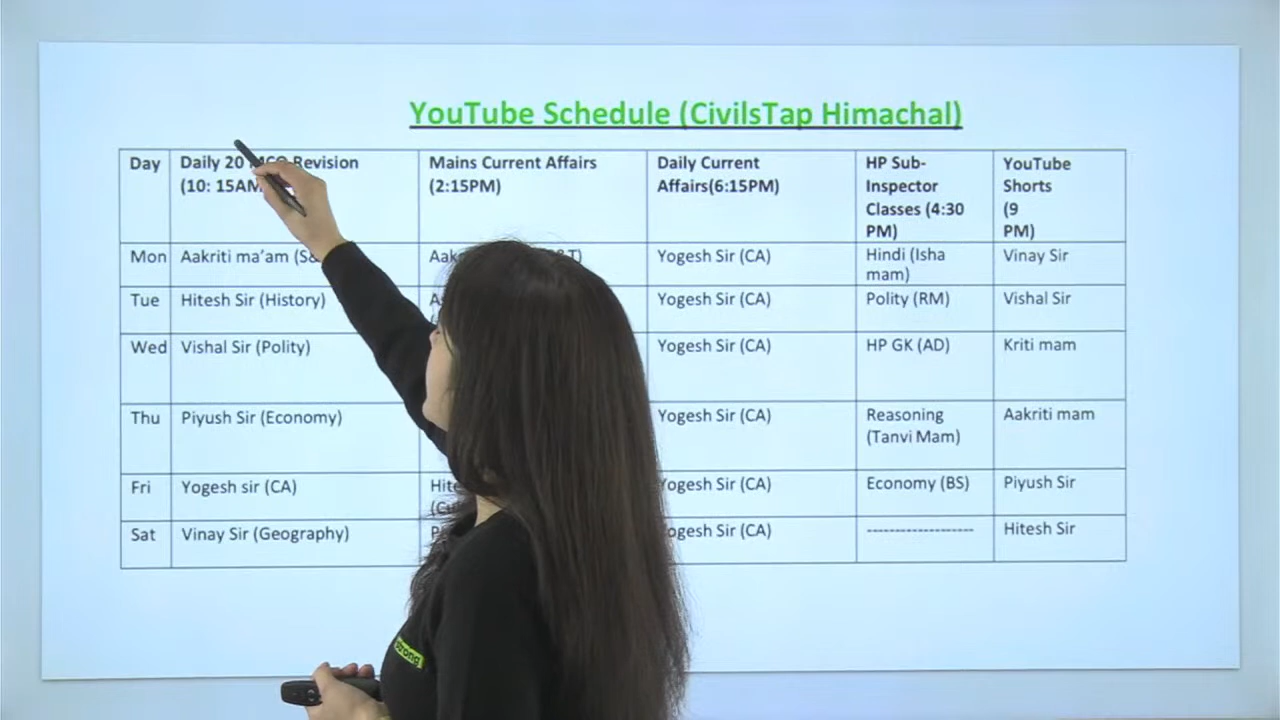 YouTube Schedule (CivilsTap Himachal)
Day
Daily 20 MCQ Revision
(10: 15AM
Mains Current Affairs
(2:15PM)
Daily Current
Affairs(6:15PM)
HP Sub-
Inspector
Classes (4:30
PM)
YouTube
Shorts
(9
PM)
Mon
Aakriti ma'am
Yogesh Sir (CA)
Hindi (Isha
mam)
Vinay Sir
Tue
Hitesh Sir (History)
Yogesh Sir (CA)
Polity (RM)
Vishal Sir
Wed
Vishal Sir (Polity)
Yogesh Sir (CA)
HP GK (AD)
Kriti mam
Thu
Piyush Sir (Economy)
Yogesh Sir (CA)
Reasoning
(Tanvi Mam)
Aakriti mam
Fri
Yogesh sir (CA)
Yogesh Sir (CA)
Economy (BS)
Piyush Sir
Sat
Vinay Sir (Geography)
Yogesh Sir (CA)
--------------------
Hitesh Sir